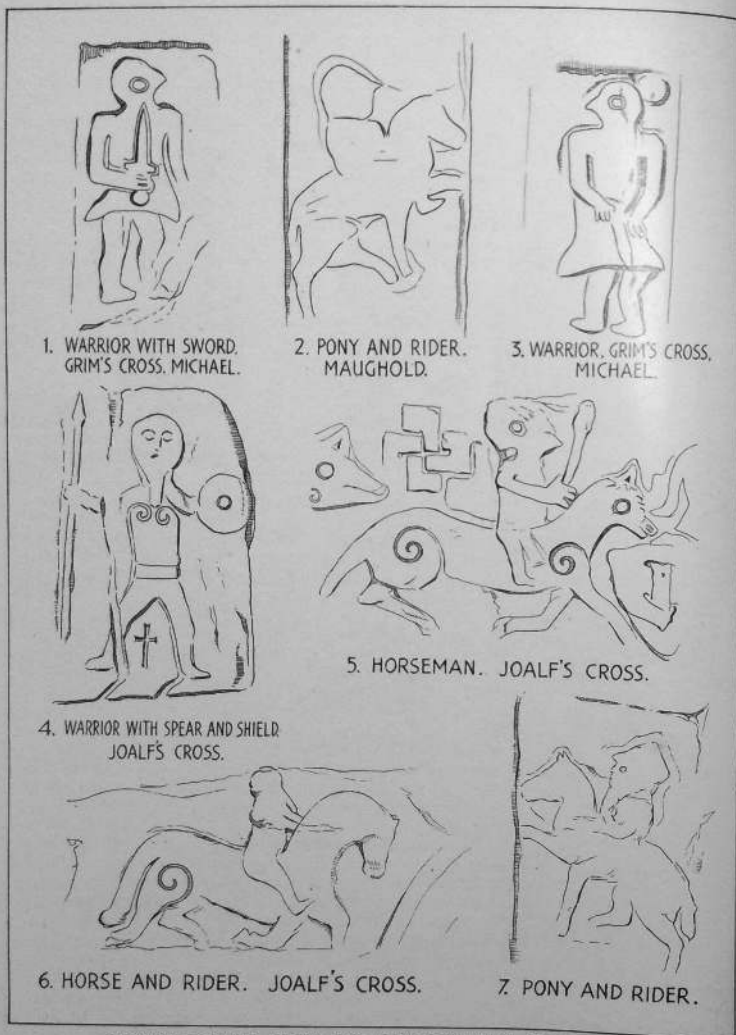 1. WARRIOR WITH SWORD.
GRIM'S CROSS. MICHAEL.
2. PONY AND RIDER.
MAUGHOLD.
3. WARRIOR. GRIM'S CROSS.
MICHAEL.
4. WARRIOR WITH SPEAR AND SHIELD
JOALF'S CROSS.
5. HORSEMAN. JOALF'S CROSS.
6. HORSE AND RIDER. JOALF'S CROSS.
7. PONY AND RIDER.